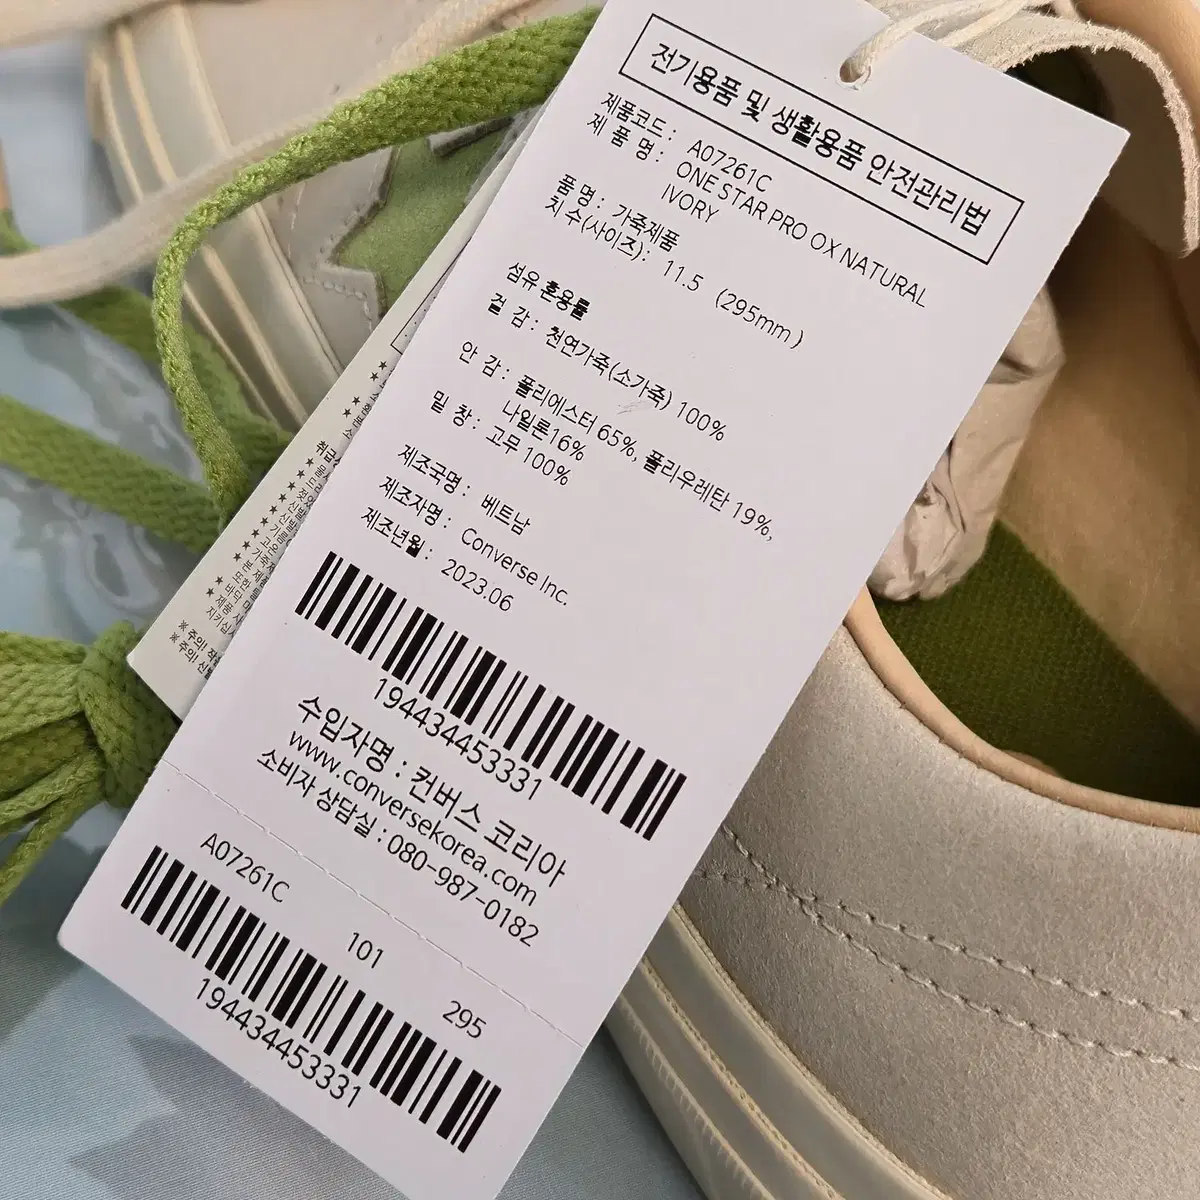 전기용품 및 생활용품 안전관리법
제품코드 : A07261C
제 품 명 : ONE STAR PRO OX NATURAL
IVORY
품 명 : 가죽제품
치 수(사이즈) : 11.5 (295mm)
섬유 혼용률
겉 감 : 천연가죽(소가죽) 100%
안 감 : 폴리에스터 65%, 폴리우레탄 19%,
나일론16%
밑 창 : 고무 100%
제조국명 : 베트남
제조자명 : Converse Inc.
제조년월 : 2023.06
194434453331
수입자명 : 컨버스 코리아
www.conversekorea.com
소비자 상담실 : 080-987-0182
A07261C 101 295
194434453331